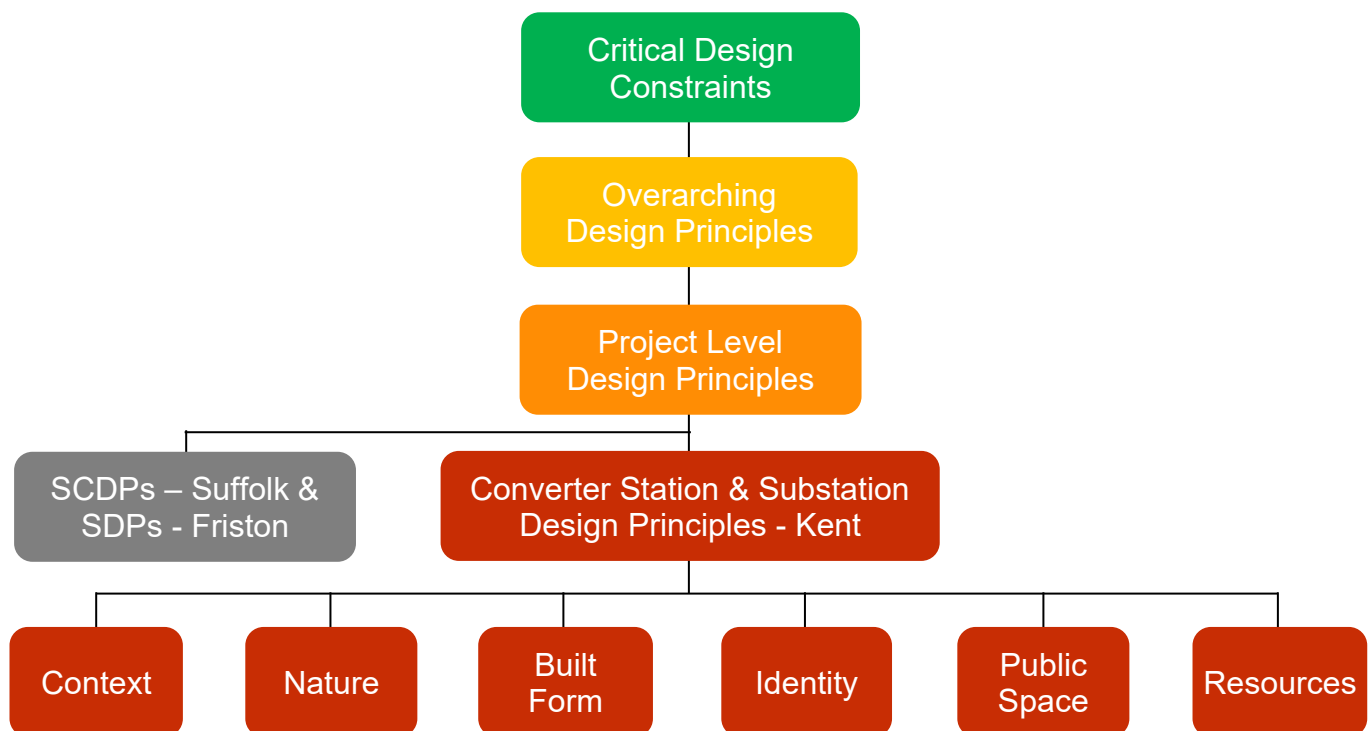 Critical Design
Constraints
Overarching
Design Principles
Project Level
Design Principles
SCDPs – Suffolk &
SDPs - Friston
Converter Station & Substation
Design Principles - Kent
Context
Nature
Built
Form
Identity
Public
Space
Resources